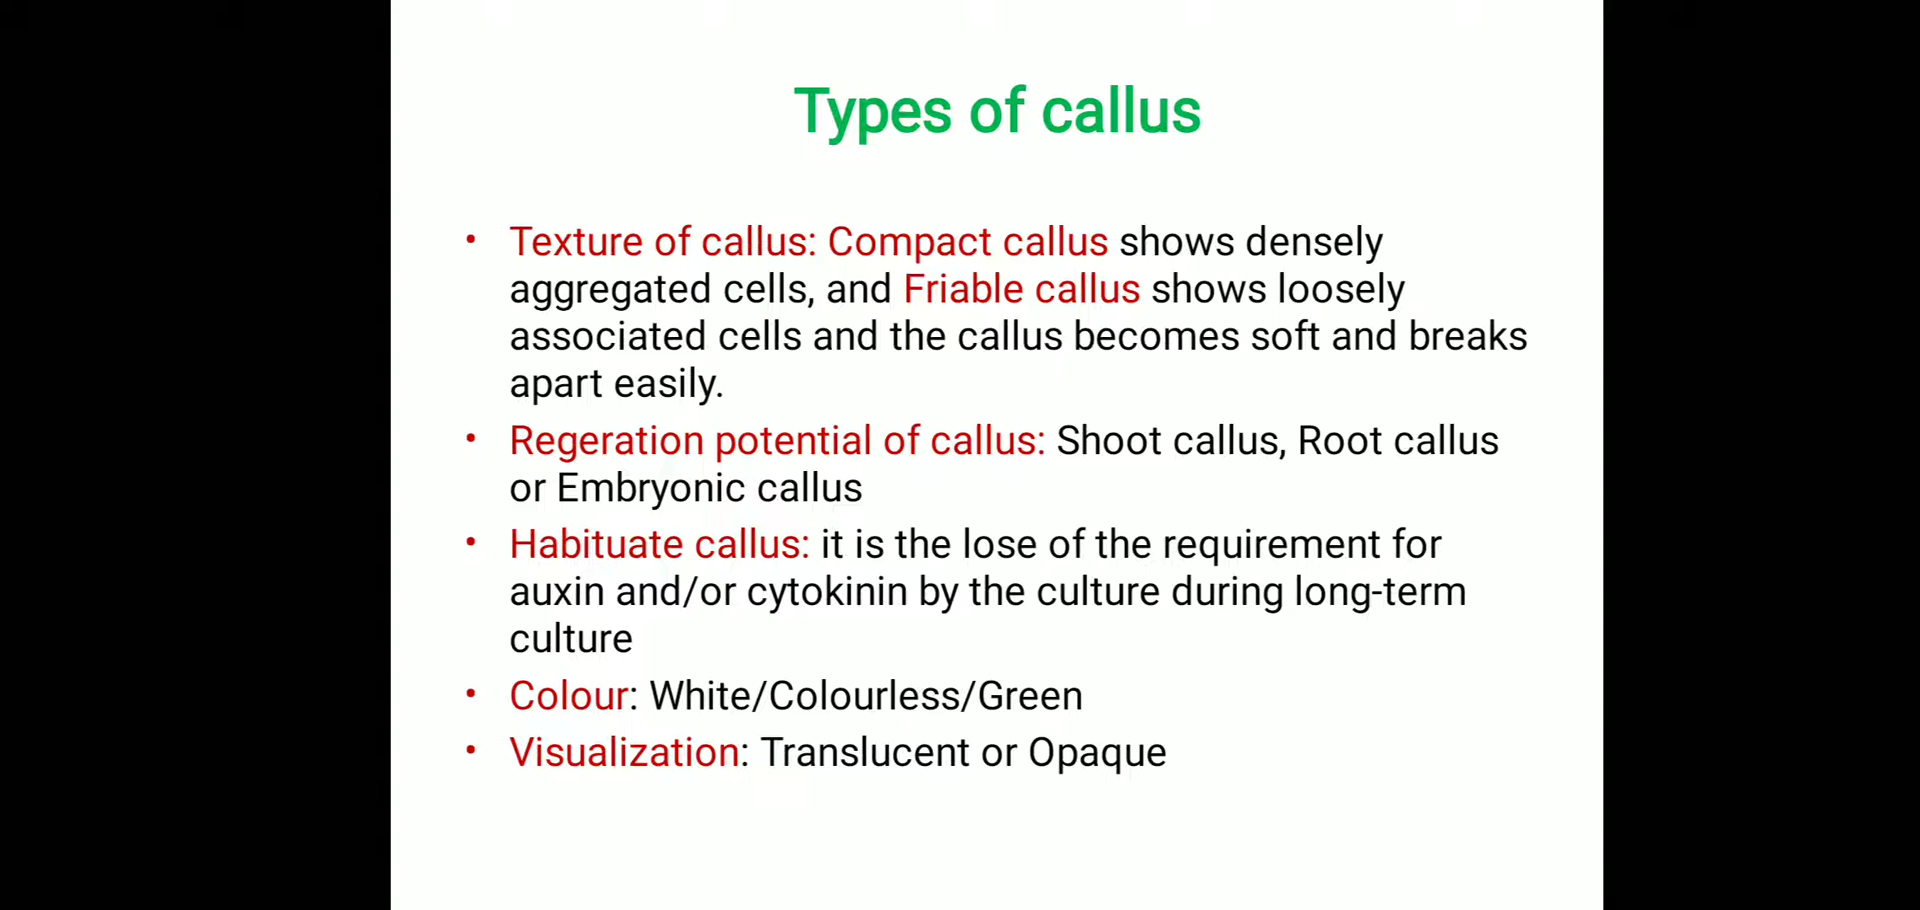 Types of callus
• Texture of callus: Compact callus shows densely
aggregated cells, and Friable callus shows loosely
associated cells and the callus becomes soft and breaks
apart easily.
• Regeration potential of callus: Shoot callus, Root callus
or Embryonic callus
• Habituate callus: it is the lose of the requirement for
auxin and/or cytokinin by the culture during long-term
culture
• Colour: White/Colourless/Green
• Visualization: Translucent or Opaque